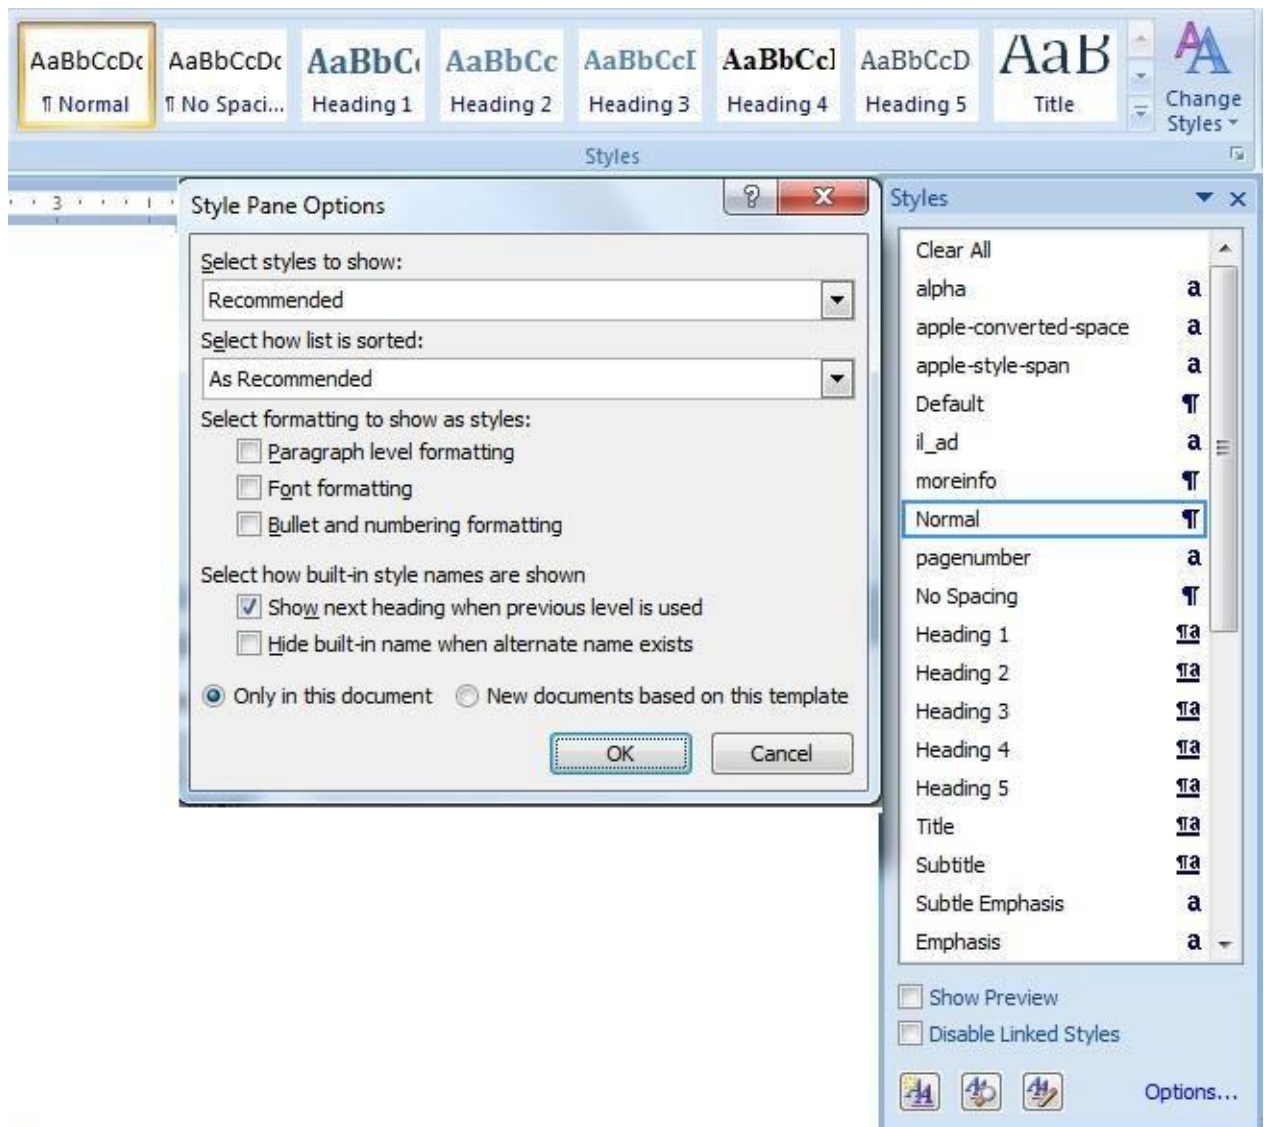 AaBbCcDc AaBbCcDc AaBbC AaBbCc AaBbCcI AaBbCcI AaBbCcD AaB
¶ Normal ¶ No Spaci... Heading 1 Heading 2 Heading 3 Heading 4 Heading 5 Title Change Styles
Styles
3
Style Pane Options
Select styles to show:
Recommended
Select how list is sorted:
As Recommended
Select formatting to show as styles:
Paragraph level formatting
Font formatting
Bullet and numbering formatting
Select how built-in style names are shown
Show next heading when previous level is used
Hide built-in name when alternate name exists
Only in this document New documents based on this template
OK Cancel
Styles
Clear All
alpha a
apple-converted-space a
apple-style-span a
Default ¶
il_ad a
moreinfo ¶
Normal ¶
pagenumber a
No Spacing ¶
Heading 1 ¶a
Heading 2 ¶a
Heading 3 ¶a
Heading 4 ¶a
Heading 5 ¶a
Title ¶a
Subtitle ¶a
Subtle Emphasis a
Emphasis a
Show Preview
Disable Linked Styles
Options...